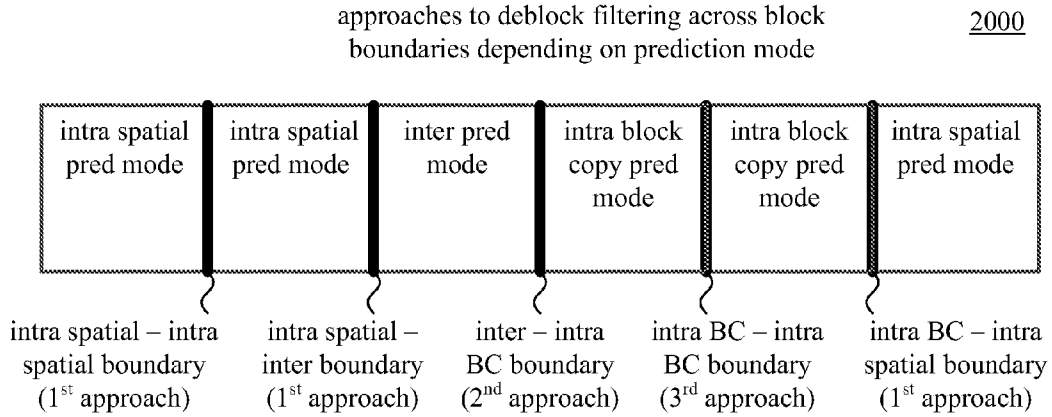 approaches to deblock filtering across block
boundaries depending on prediction mode
2000
intra spatial
pred mode
intra spatial
pred mode
inter pred
mode
intra block
copy pred
mode
intra block
copy pred
mode
intra spatial
pred mode
intra spatial – intra
spatial boundary
(1st approach)
intra spatial –
inter boundary
(1st approach)
inter – intra
BC boundary
(2nd approach)
intra BC – intra
BC boundary
(3rd approach)
intra BC – intra
spatial boundary
(1st approach)